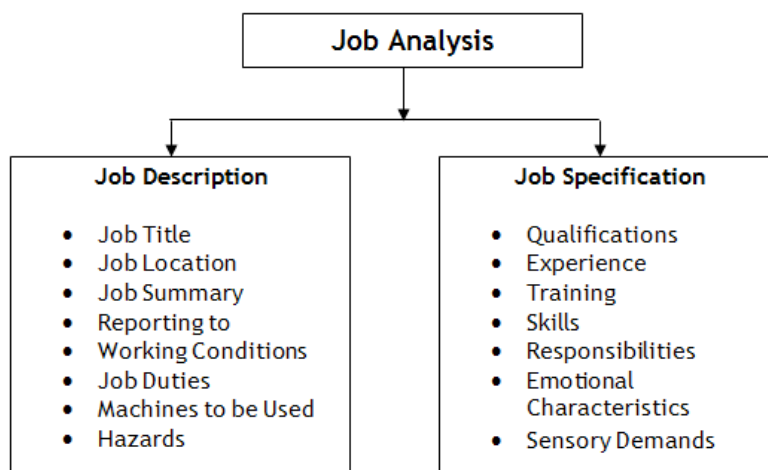 Job Analysis
Job Description
• Job Title
• Job Location
• Job Summary
• Reporting to
• Working Conditions
• Job Duties
• Machines to be Used
• Hazards
Job Specification
• Qualifications
• Experience
• Training
• Skills
• Responsibilities
• Emotional
Characteristics
• Sensory Demands